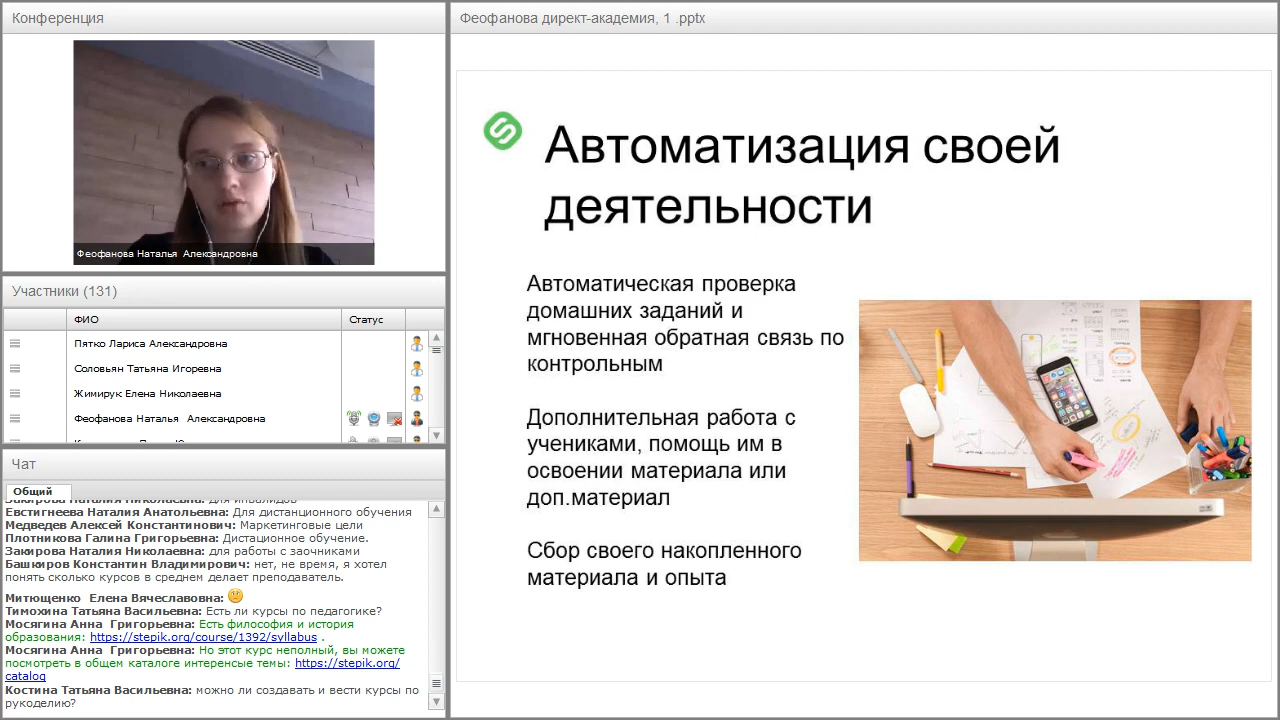 Конференция
Феофанова Наталья Александровна
Участники (131)
ФИО
Статус
Пятко Лариса Александровна
Соловьян Татьяна Игоревна
Жимирук Елена Николаевна
Феофанова Наталья Александровна
Чат
Общий
Закирова Наталия Николаевна: для инвалидов
Евстигнеева Наталия Анатольевна: Для дистанционного обучения
Медведев Алексей Константинович: Маркетинговые цели
Плотникова Галина Григорьевна: Дистационное обучение.
Закирова Наталия Николаевна: для работы с заочниками
Башкиров Константин Владимирович: нет, не время, я хотел
понять сколько курсов в среднем делает преподаватель.
Митющенко Елена Вячеславовна:
Тимохина Татьяна Васильевна: Есть ли курсы по педагогике?
Мосягина Анна Григорьевна: Есть философия и история
образования: https://stepik.org/course/1392/syllabus .
Мосягина Анна Григорьевна: Но этот курс неполный, вы можете
посмотреть в общем каталоге интеренсые темы: https://stepik.org/
catalog
Костина Татьяна Васильевна: можно ли создавать и вести курсы по
рукоделию?
Феофанова директ-академия, 1 .pptx
Автоматизация своей
деятельности
Автоматическая проверка
домашних заданий и
мгновенная обратная связь по
контрольным
Дополнительная работа с
учениками, помощь им в
освоении материала или
доп.материал
Сбор своего накопленного
материала и опыта